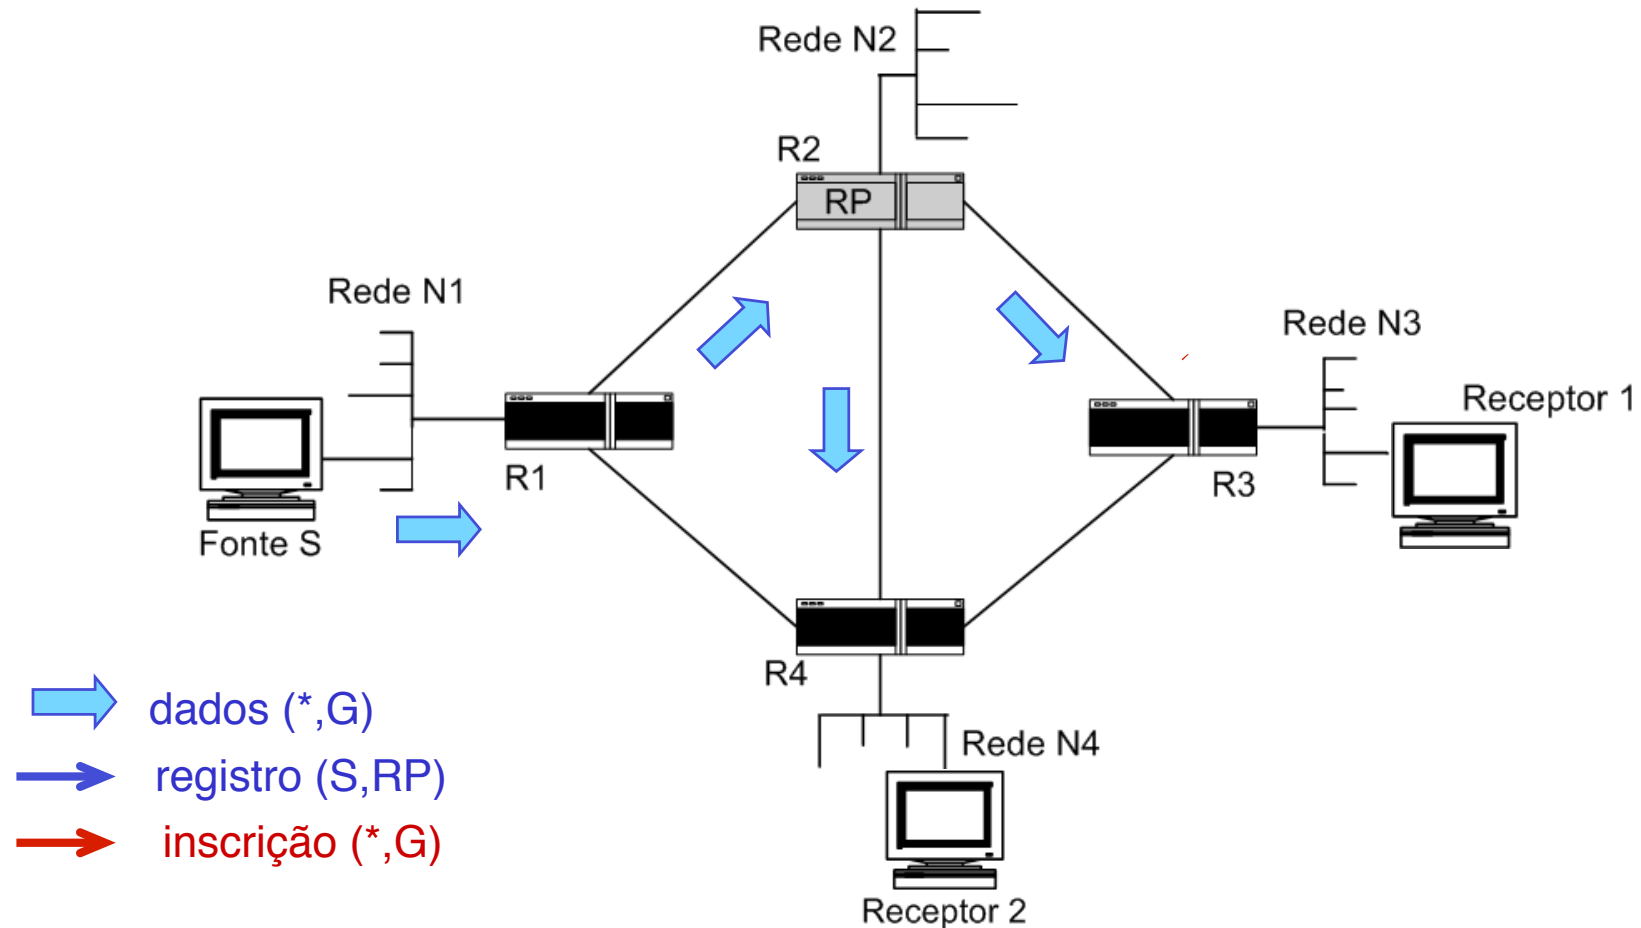 Rede N2
R2
RP
Rede N1
Rede N3
Receptor 1
R1
R3
Fonte S
R4
dados (*,G)
Rede N4
registro (S,RP)
inscrição (*,G)
Receptor 2